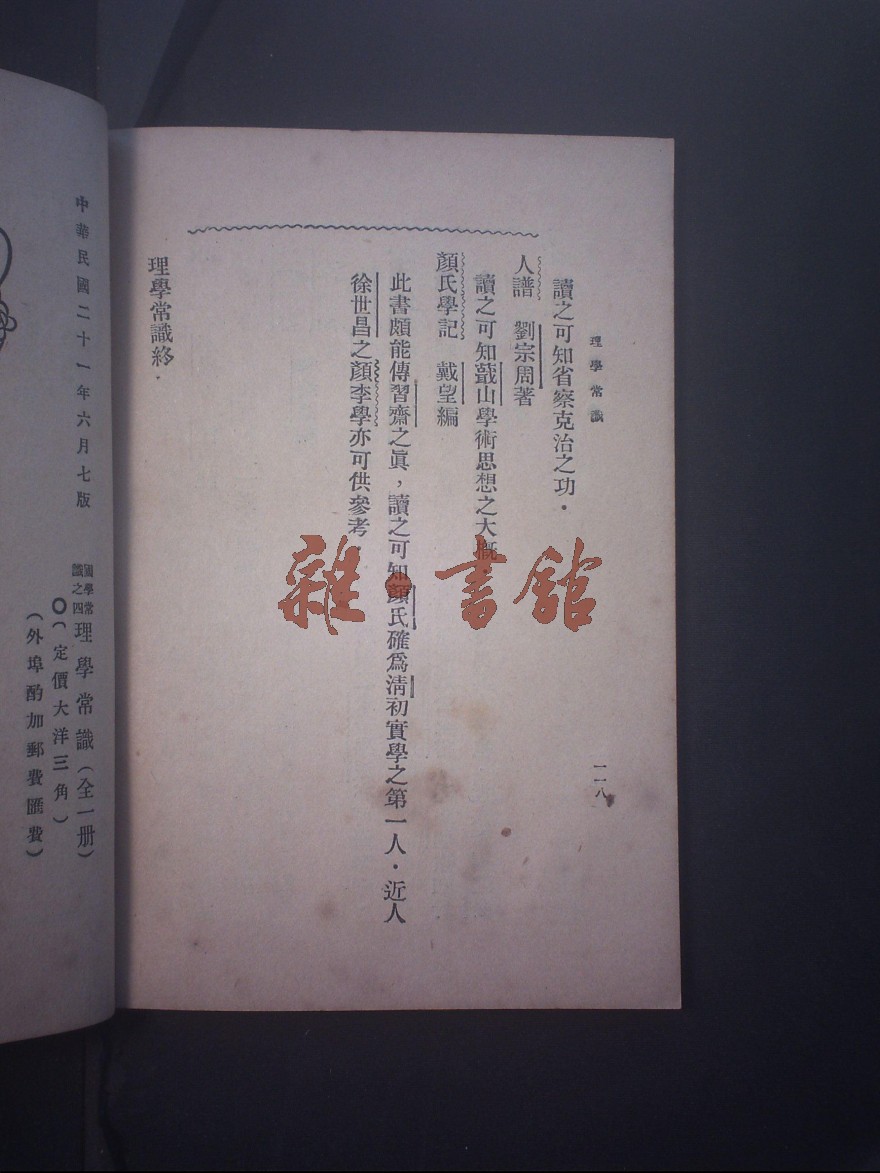 理學常識
一一八
讀之可知省察克治之功．
人譜　劉宗周著
讀之可知蕺山學術思想之大概．
顏氏學記　戴望編
此書頗能傳習齋之眞，讀之可知顏氏確爲淸初實學之第一人．近人
徐世昌之顏李學亦可供參考．
理學常識終．
中華民國二十一年六月七版
國學常識之四 理學常識（全一册）
（定價大洋三角）
（外埠酌加郵費匯費）
雜·書館